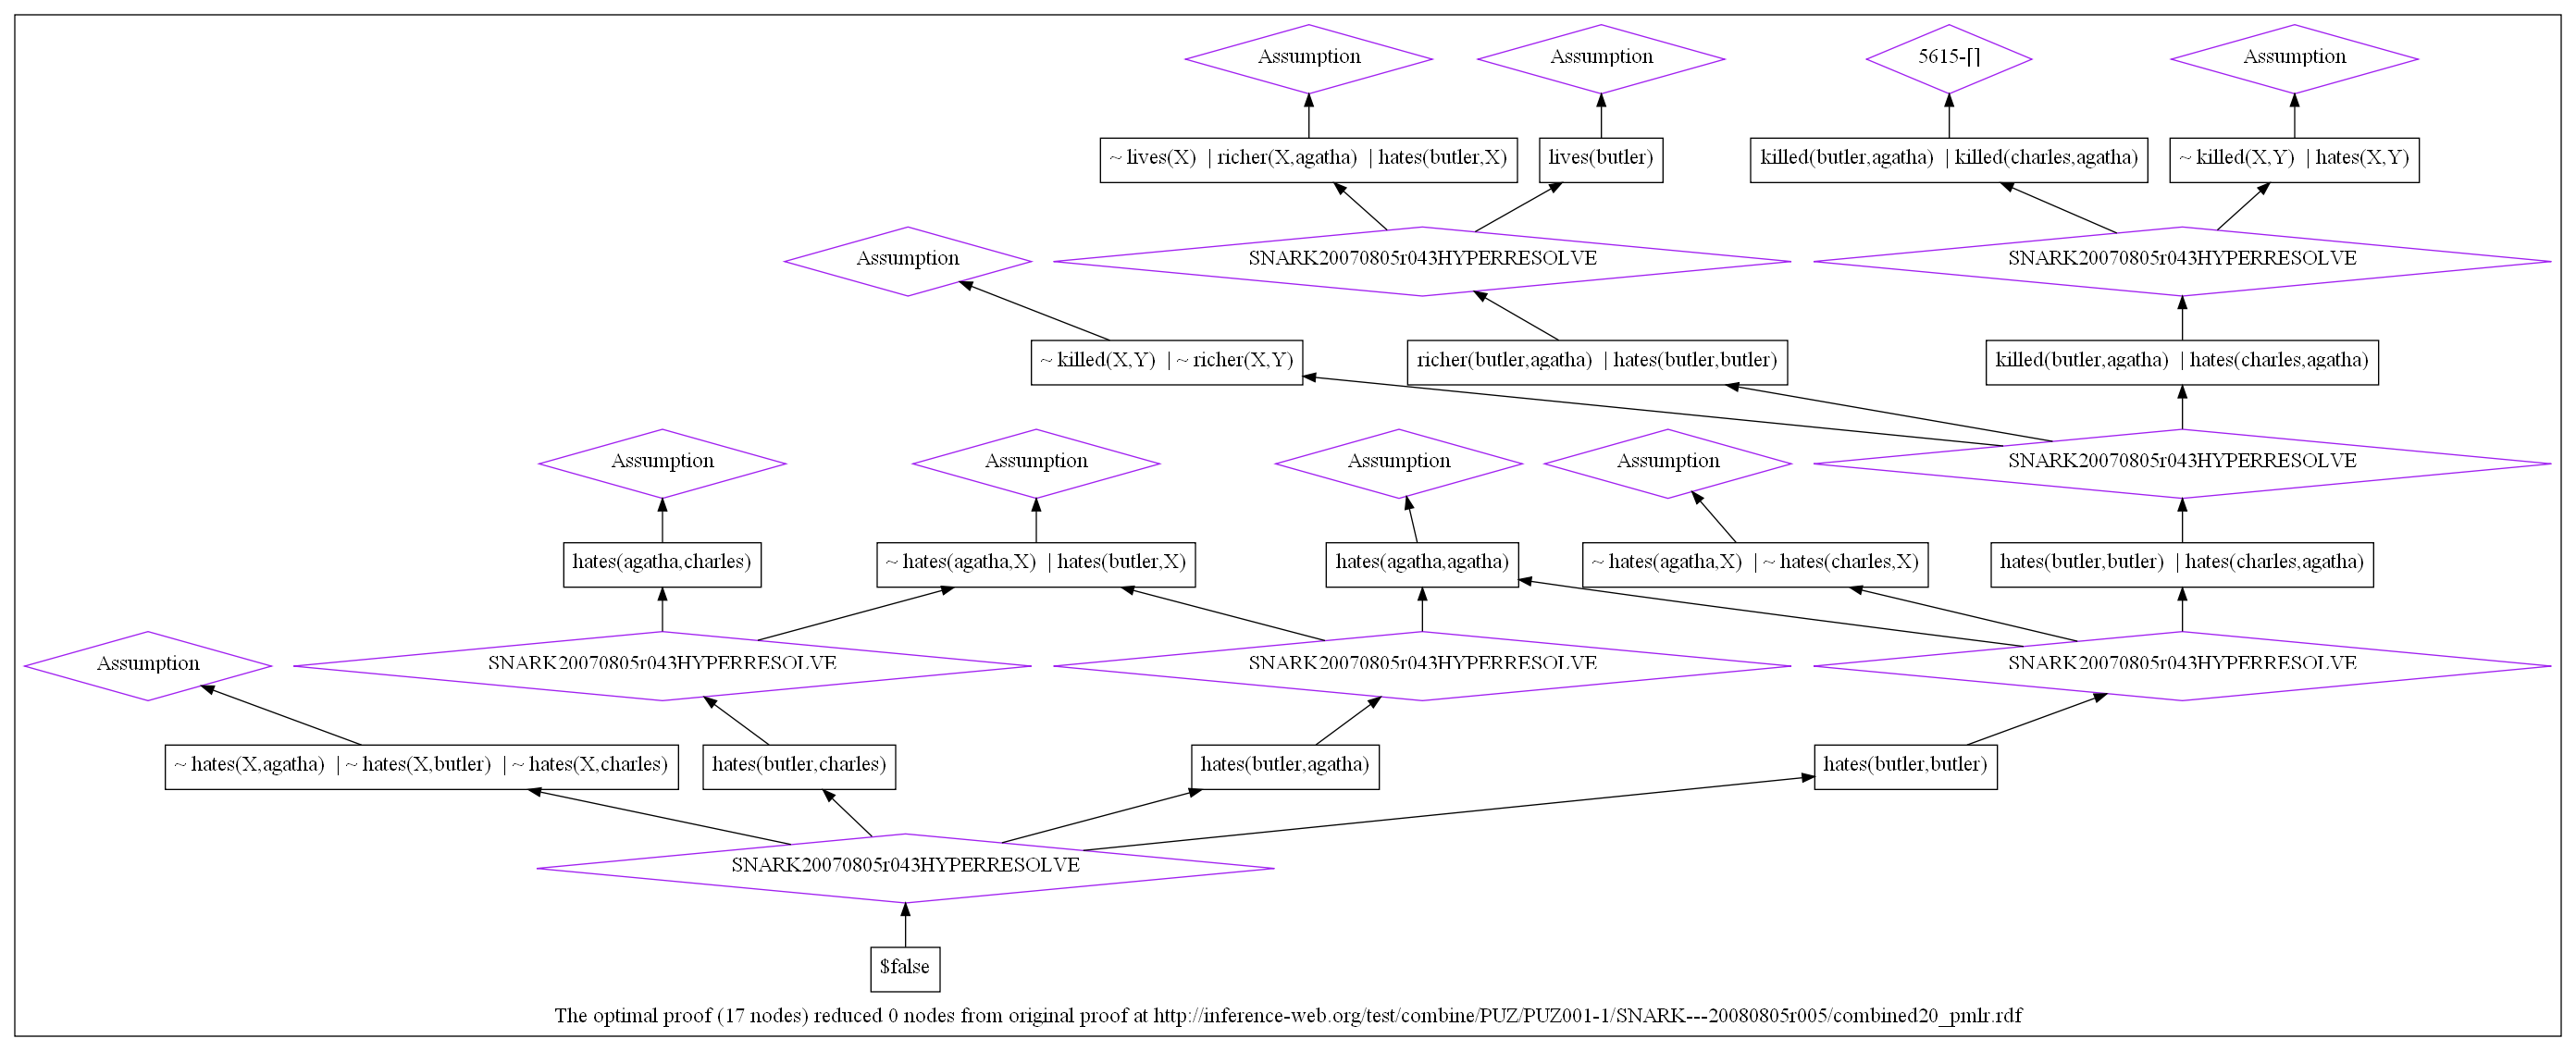 Assumption
Assumption
5615-[]
Assumption
~ lives(X) | richer(X,agatha) | hates(butler,X)
lives(butler)
killed(butler,agatha) | killed(charles,agatha)
~ killed(X,Y) | hates(X,Y)
Assumption
SNARK20070805r043HYPERRESOLVE
SNARK20070805r043HYPERRESOLVE
~ killed(X,Y) | ~ richer(X,Y)
richer(butler,agatha) | hates(butler,butler)
killed(butler,agatha) | hates(charles,agatha)
Assumption
Assumption
Assumption
Assumption
SNARK20070805r043HYPERRESOLVE
hates(agatha,charles)
~ hates(agatha,X) | hates(butler,X)
hates(agatha,agatha)
~ hates(agatha,X) | ~ hates(charles,X)
hates(butler,butler) | hates(charles,agatha)
Assumption
SNARK20070805r043HYPERRESOLVE
SNARK20070805r043HYPERRESOLVE
SNARK20070805r043HYPERRESOLVE
~ hates(X,agatha) | ~ hates(X,butler) | ~ hates(X,charles)
hates(butler,charles)
hates(butler,agatha)
hates(butler,butler)
SNARK20070805r043HYPERRESOLVE
$false
The optimal proof (17 nodes) reduced 0 nodes from original proof at http://inference-web.org/test/combine/PUZ/PUZ001-1/SNARK---20080805r005/combined20_pmlr.rdf